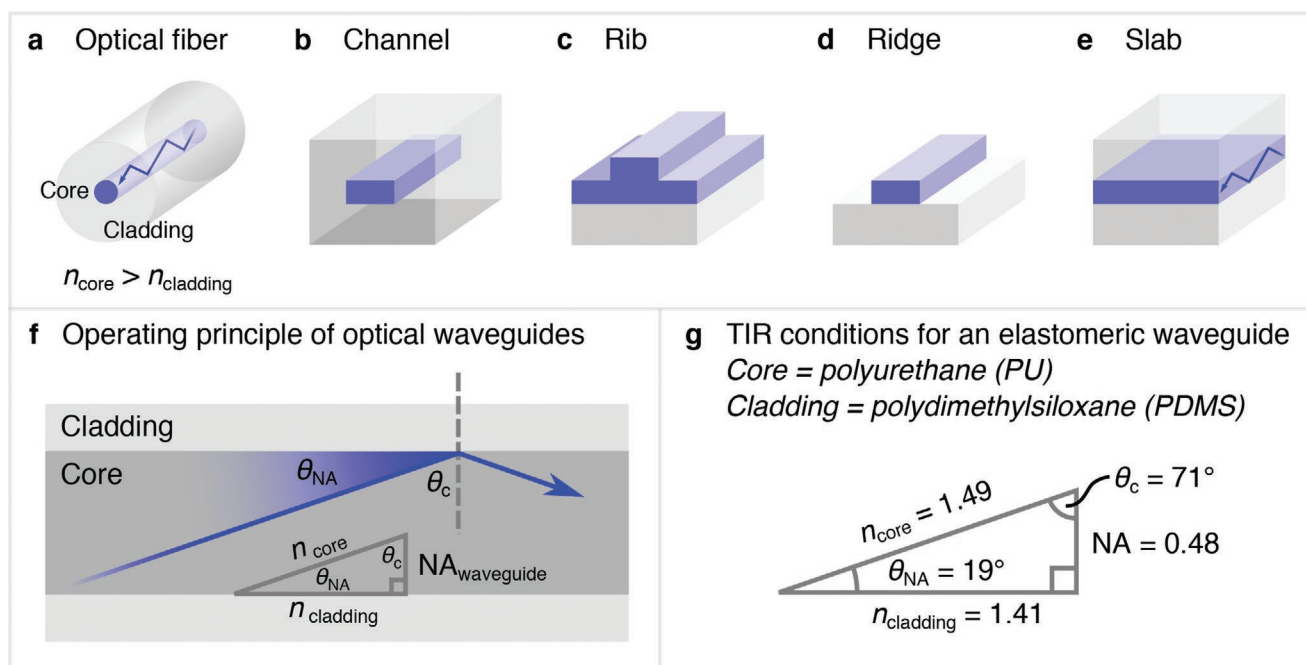 a Optical fiber
b Channel
c Rib
d Ridge
e Slab
Core
Cladding
n_core > n_cladding
f Operating principle of optical waveguides
Cladding
Core
θ_NA
θ_c
n_core
θ_c
θ_NA
NA_waveguide
n_cladding
g TIR conditions for an elastomeric waveguide
Core = polyurethane (PU)
Cladding = polydimethylsiloxane (PDMS)
θ_c = 71°
n_core = 1.49
NA = 0.48
θ_NA = 19°
n_cladding = 1.41